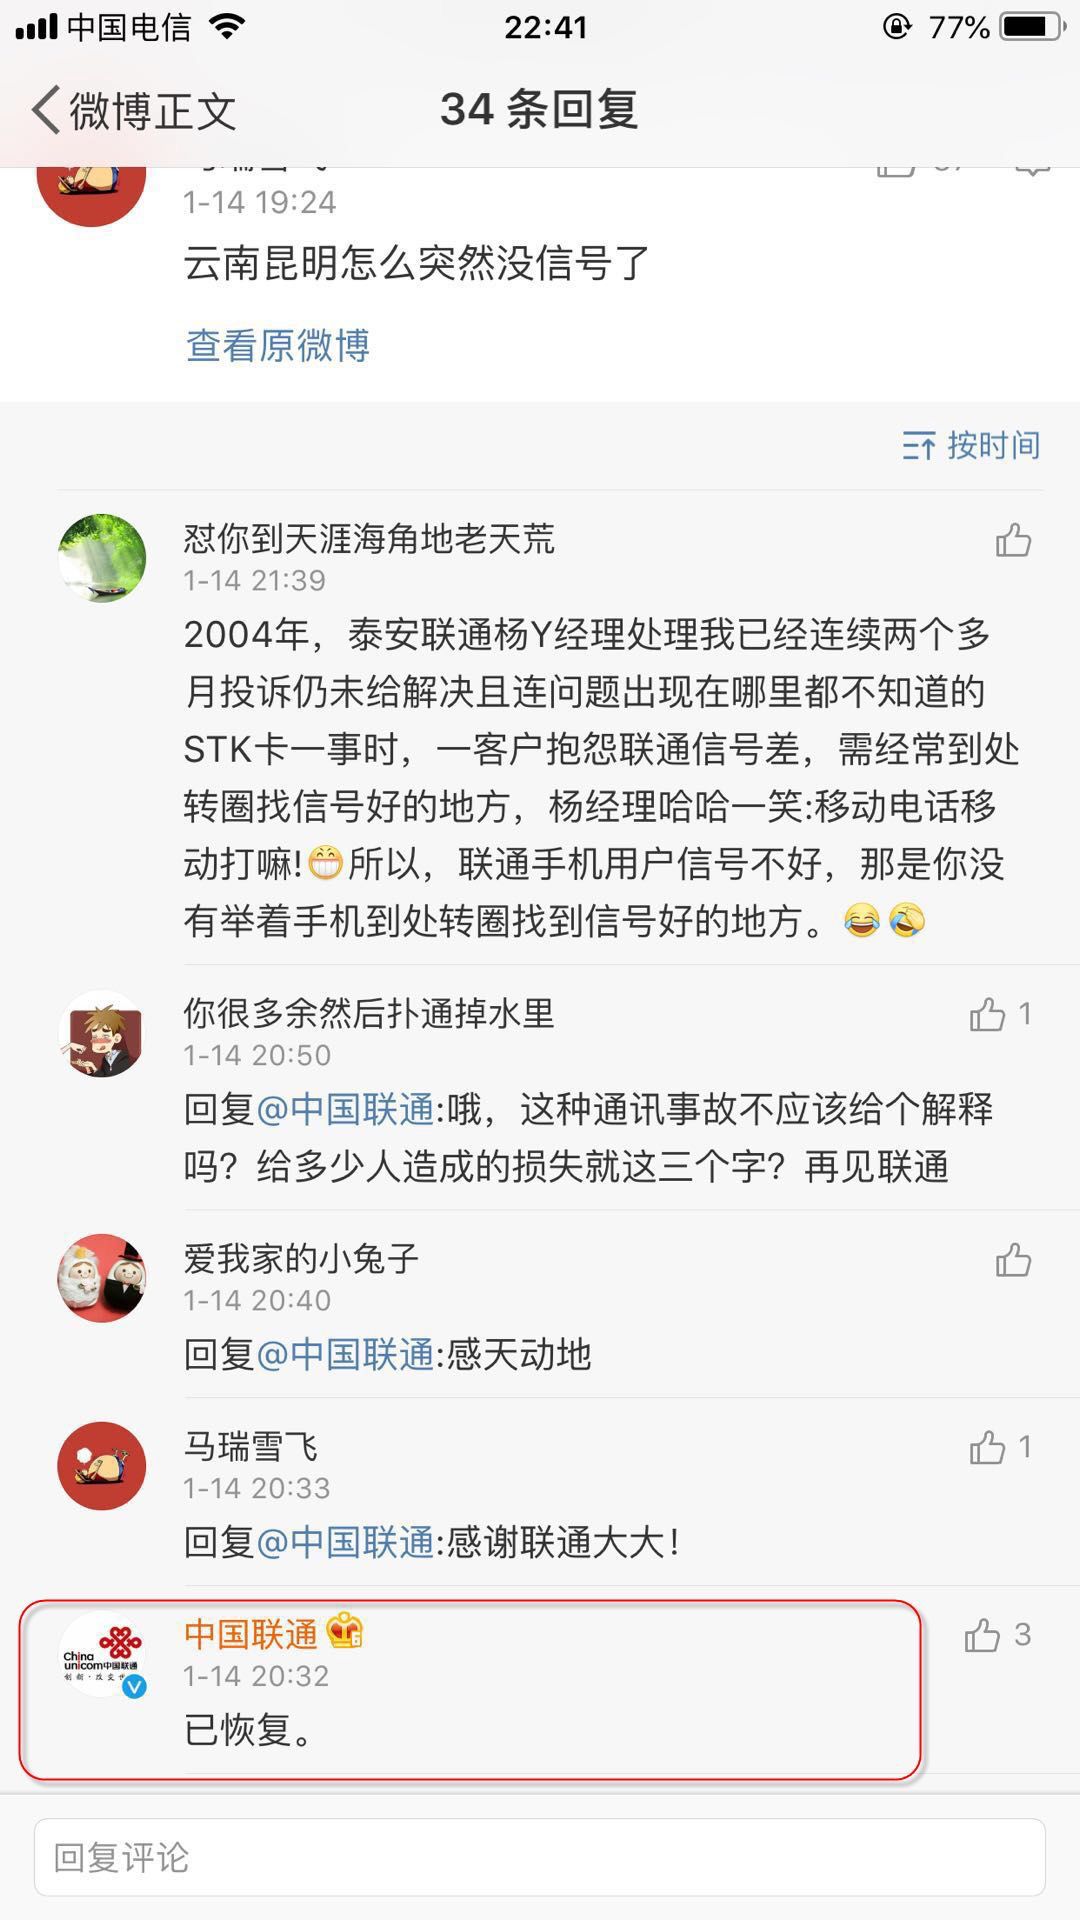 中国电信
22:41
77%
微博正文
34 条回复
1-14 19:24
云南昆明怎么突然没信号了
查看原微博
按时间
怼你到天涯海角地老天荒
1-14 21:39
2004年，泰安联通杨Y经理处理我已经连续两个多
月投诉仍未给解决且连问题出现在哪里都不知道的
STK卡一事时，一客户抱怨联通信号差，需经常到处
转圈找信号好的地方，杨经理哈哈一笑:移动电话移
动打嘛!😁所以，联通手机用户信号不好，那是你没
有举着手机到处转圈找到信号好的地方。😂🤣
你很多余然后扑通掉水里
1
1-14 20:50
回复@中国联通:哦，这种通讯事故不应该给个解释
吗？给多少人造成的损失就这三个字？再见联通
爱我家的小兔子
1-14 20:40
回复@中国联通:感天动地
马瑞雪飞
1
1-14 20:33
回复@中国联通:感谢联通大大！
China
unicom中国联通
中国联通
3
1-14 20:32
已恢复。
回复评论